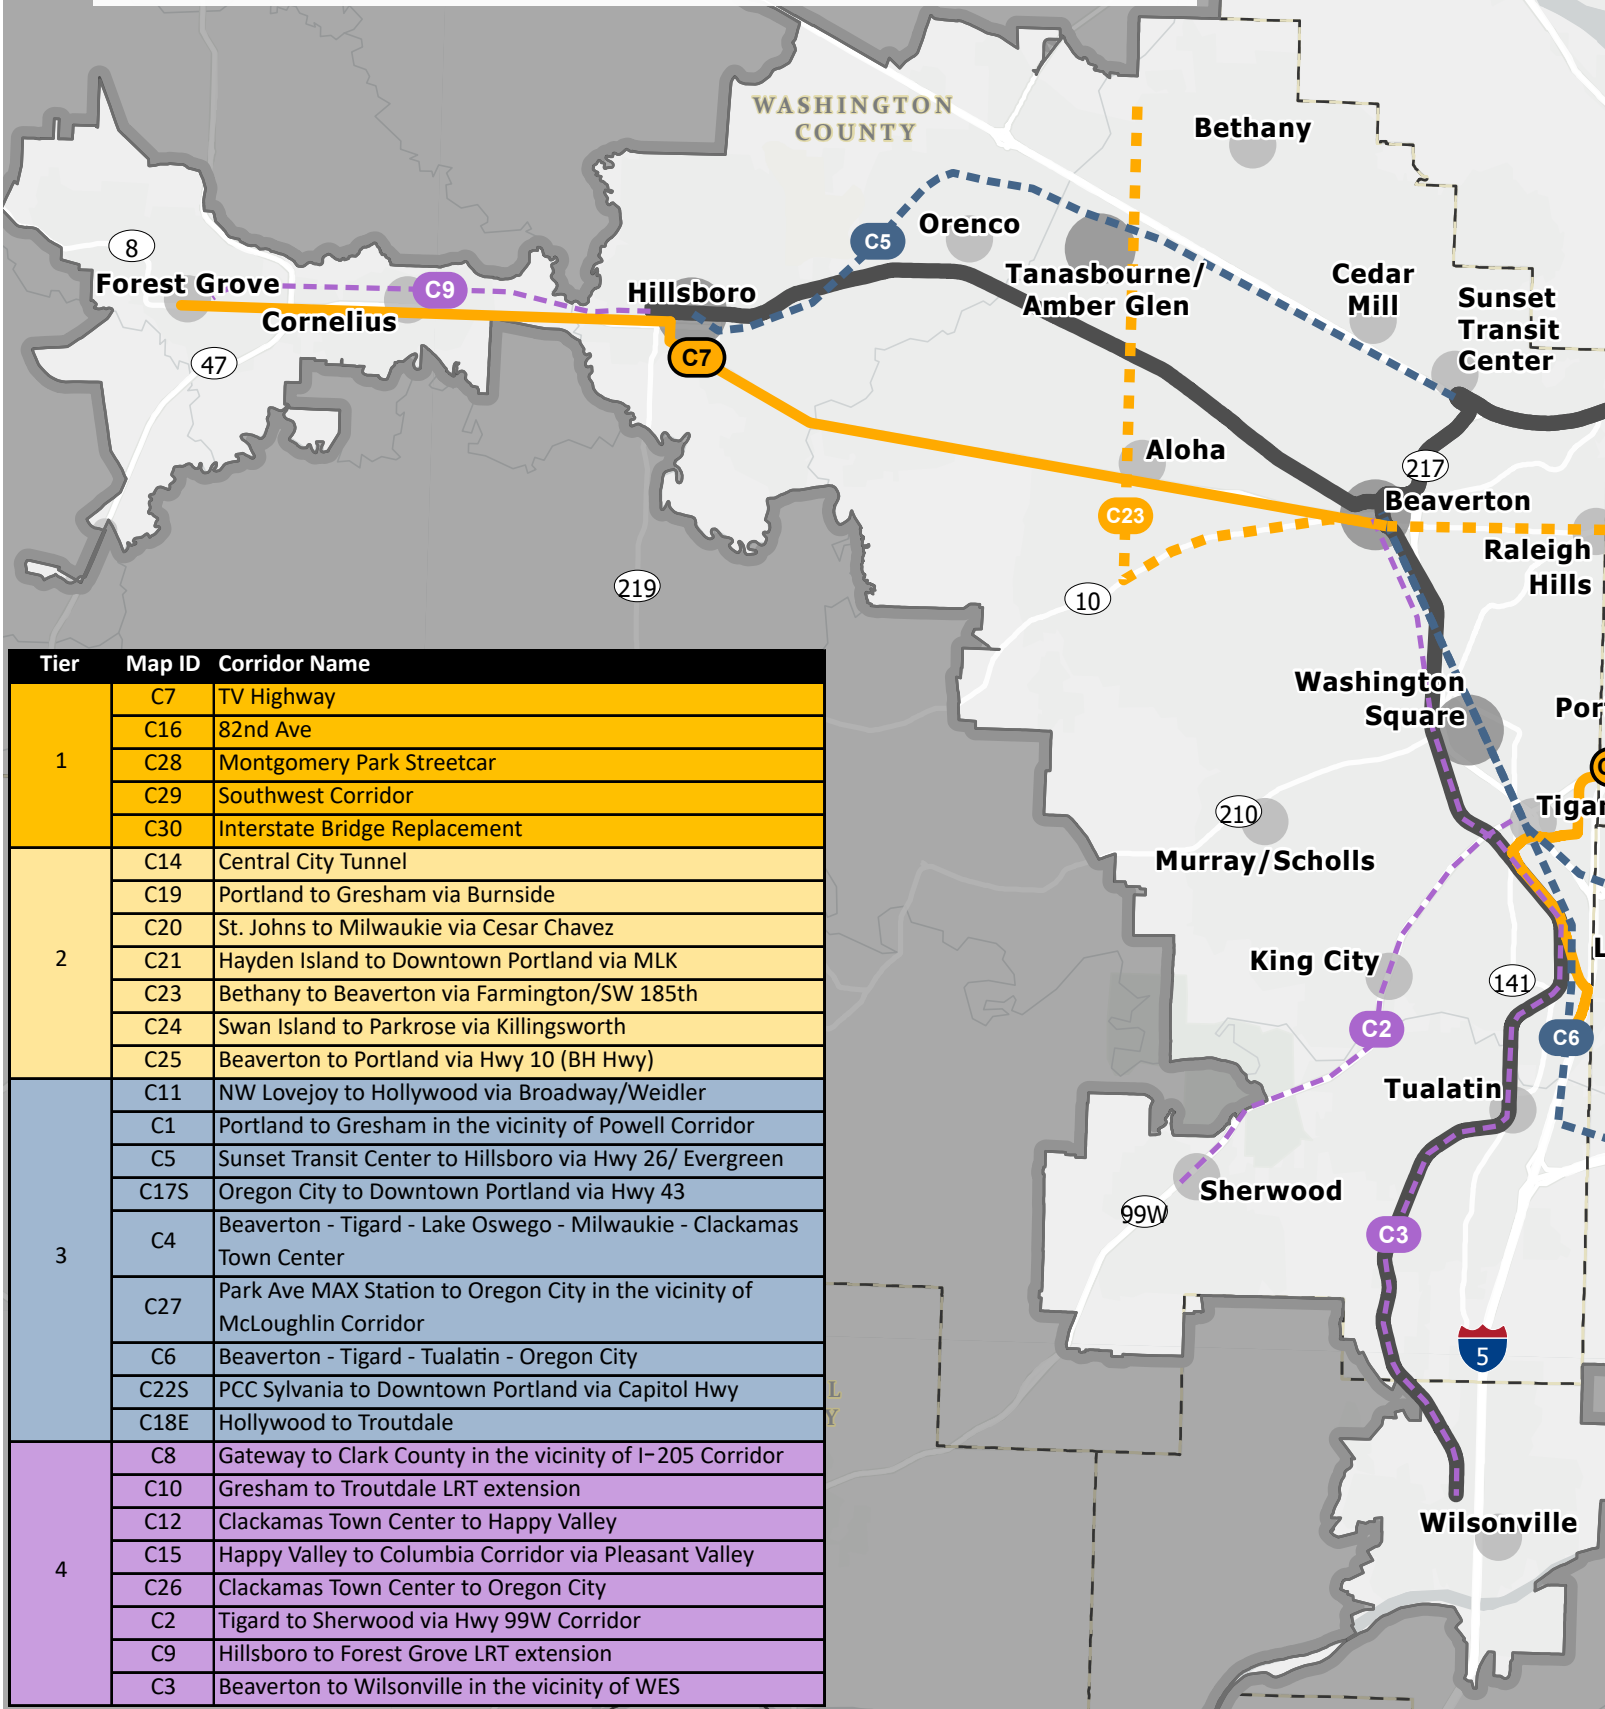 WASHINGTON
COUNTY
Bethany
Orenco
C5
8
Forest Grove
C9
Hillsboro
Tanasbourne/
Amber Glen
Cedar
Mill
Sunset
Transit
Center
Cornelius
47
C7
Aloha
217
Beaverton
C23
Raleigh
Hills
219
10
Washington
Square
210
Murray/Scholls
King City
141
C2
C6
Tualatin
Sherwood
99W
C3
5
Wilsonville
Tier Map ID Corridor Name
1
C7 TV Highway
C16 82nd Ave
C28 Montgomery Park Streetcar
C29 Southwest Corridor
C30 Interstate Bridge Replacement
2
C14 Central City Tunnel
C19 Portland to Gresham via Burnside
C20 St. Johns to Milwaukie via Cesar Chavez
C21 Hayden Island to Downtown Portland via MLK
C23 Bethany to Beaverton via Farmington/SW 185th
C24 Swan Island to Parkrose via Killingsworth
C25 Beaverton to Portland via Hwy 10 (BH Hwy)
3
C11 NW Lovejoy to Hollywood via Broadway/Weidler
C1 Portland to Gresham in the vicinity of Powell Corridor
C5 Sunset Transit Center to Hillsboro via Hwy 26/ Evergreen
C17S Oregon City to Downtown Portland via Hwy 43
C4 Beaverton - Tigard - Lake Oswego - Milwaukie - Clackamas
Town Center
C27 Park Ave MAX Station to Oregon City in the vicinity of
McLoughlin Corridor
C6 Beaverton - Tigard - Tualatin - Oregon City
C22S PCC Sylvania to Downtown Portland via Capitol Hwy
C18E Hollywood to Troutdale
4
C8 Gateway to Clark County in the vicinity of I-205 Corridor
C10 Gresham to Troutdale LRT extension
C12 Clackamas Town Center to Happy Valley
C15 Happy Valley to Columbia Corridor via Pleasant Valley
C26 Clackamas Town Center to Oregon City
C2 Tigard to Sherwood via Hwy 99W Corridor
C9 Hillsboro to Forest Grove LRT extension
C3 Beaverton to Wilsonville in the vicinity of WES